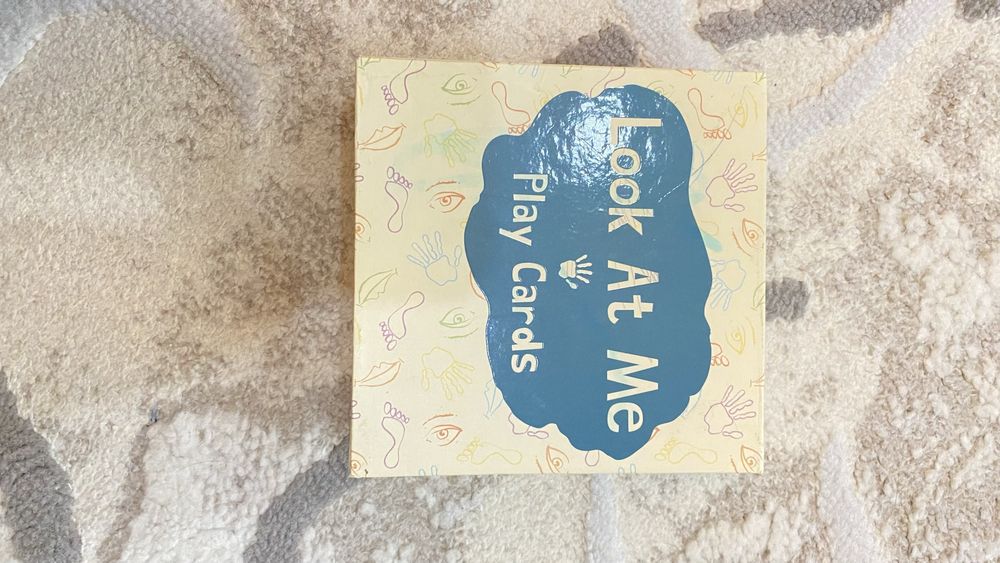 Look At Me
Play Cards